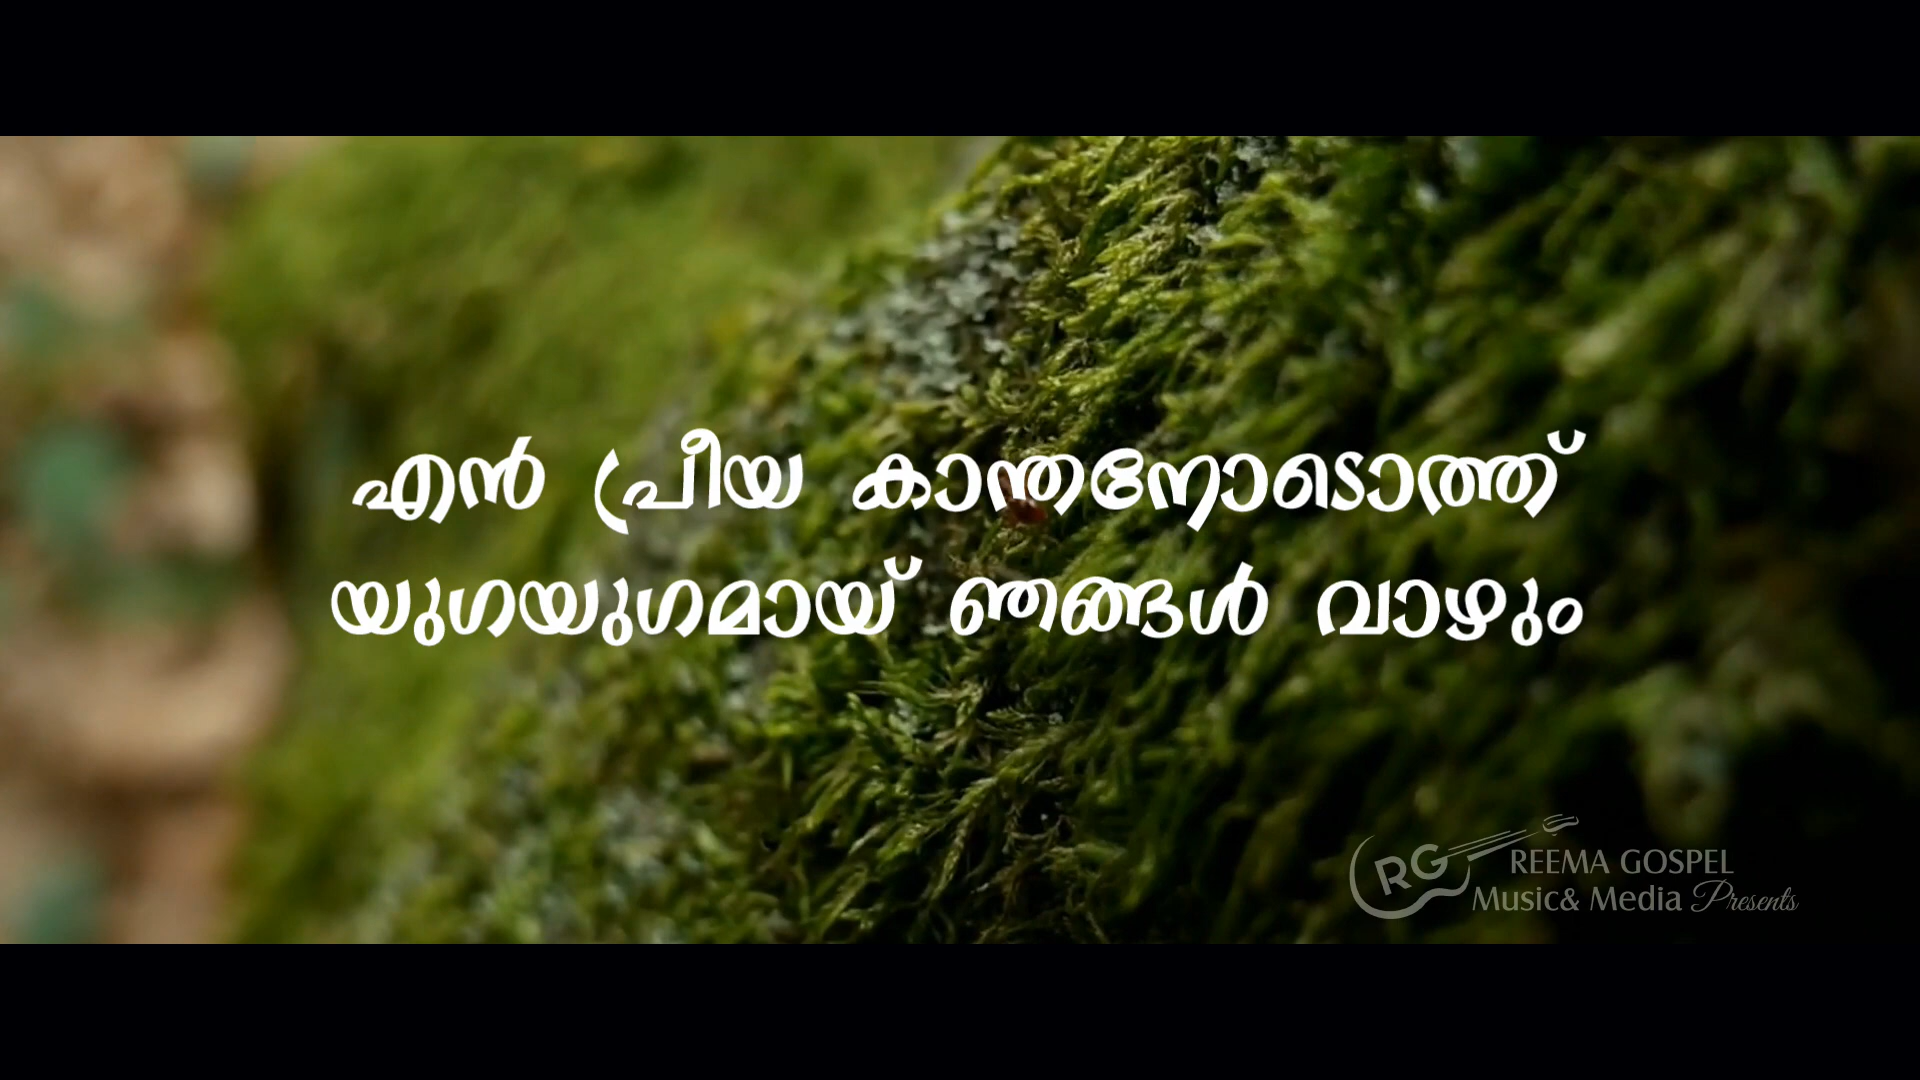 എൻ പ്രീയ കാന്തനോടൊത്ത്
യുഗയുഗമായ് ഞങ്ങൾ വാഴും
RG REEMA GOSPEL
Music& Media Presents